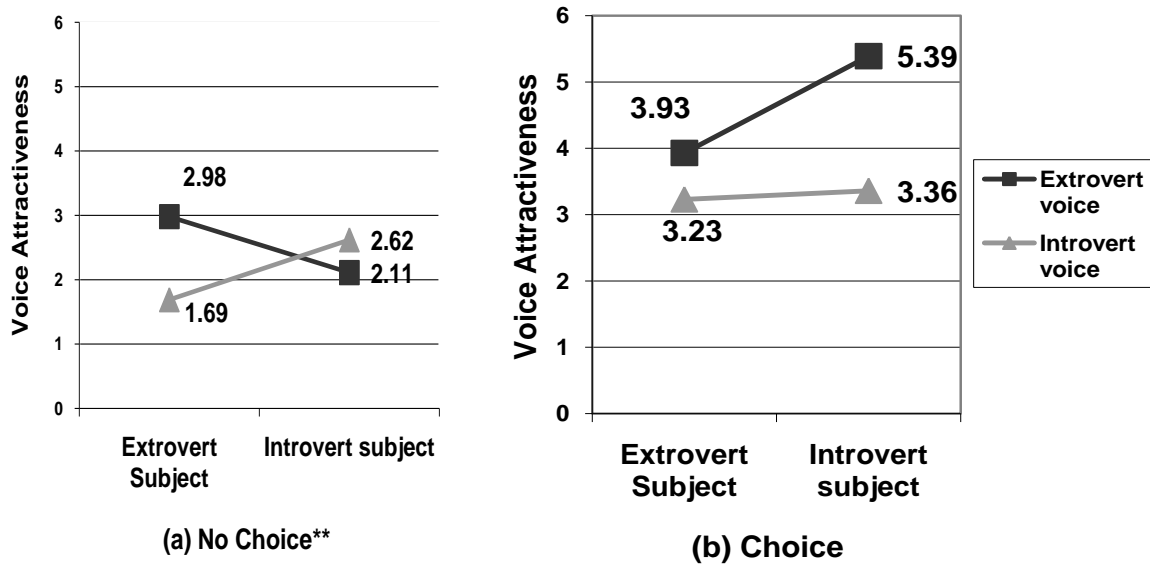 Voice Attractiveness
6
5
4
3
2
1
0
2.98
1.69
2.62
2.11
Extrovert
Subject
Introvert subject
(a) No Choice**
Voice Attractiveness
6
5
4
3
2
1
0
3.93
3.23
5.39
3.36
Extrovert
Subject
Introvert
subject
(b) Choice
Extrovert
voice
Introvert
voice